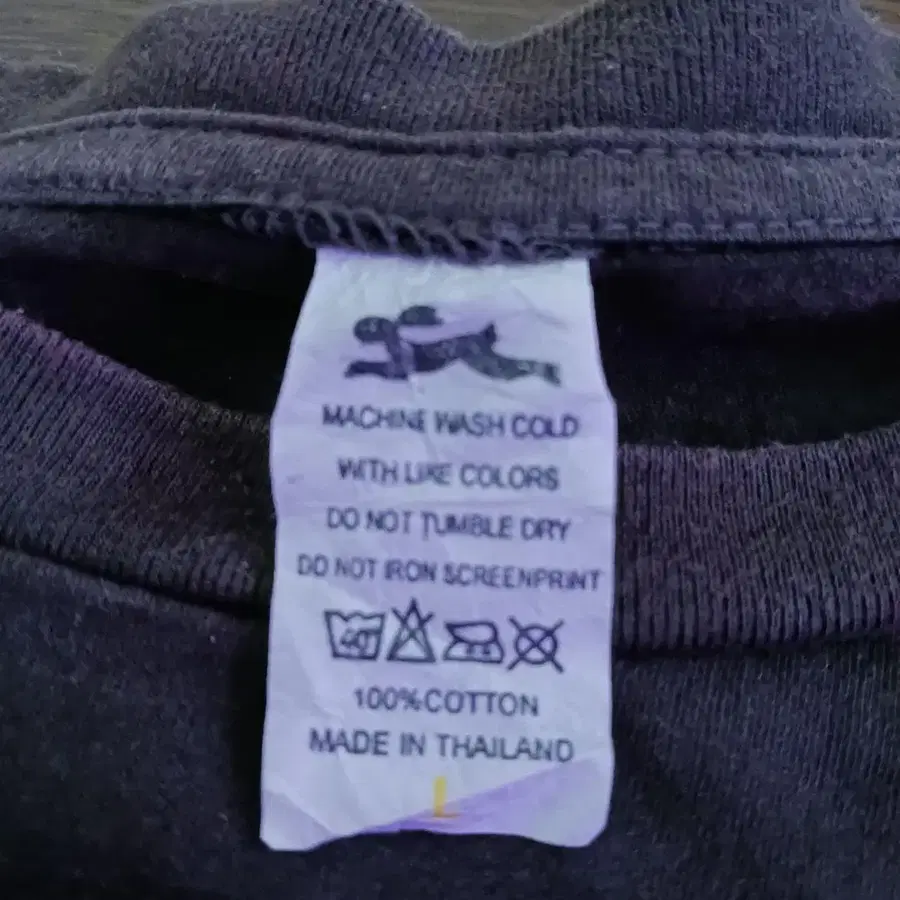 MACHINE WASH COLD
WITH LIKE COLORS
DO NOT TUMBLE DRY
DO NOT IRON SCREENPRINT
40
100%COTTON
MADE IN THAILAND
L